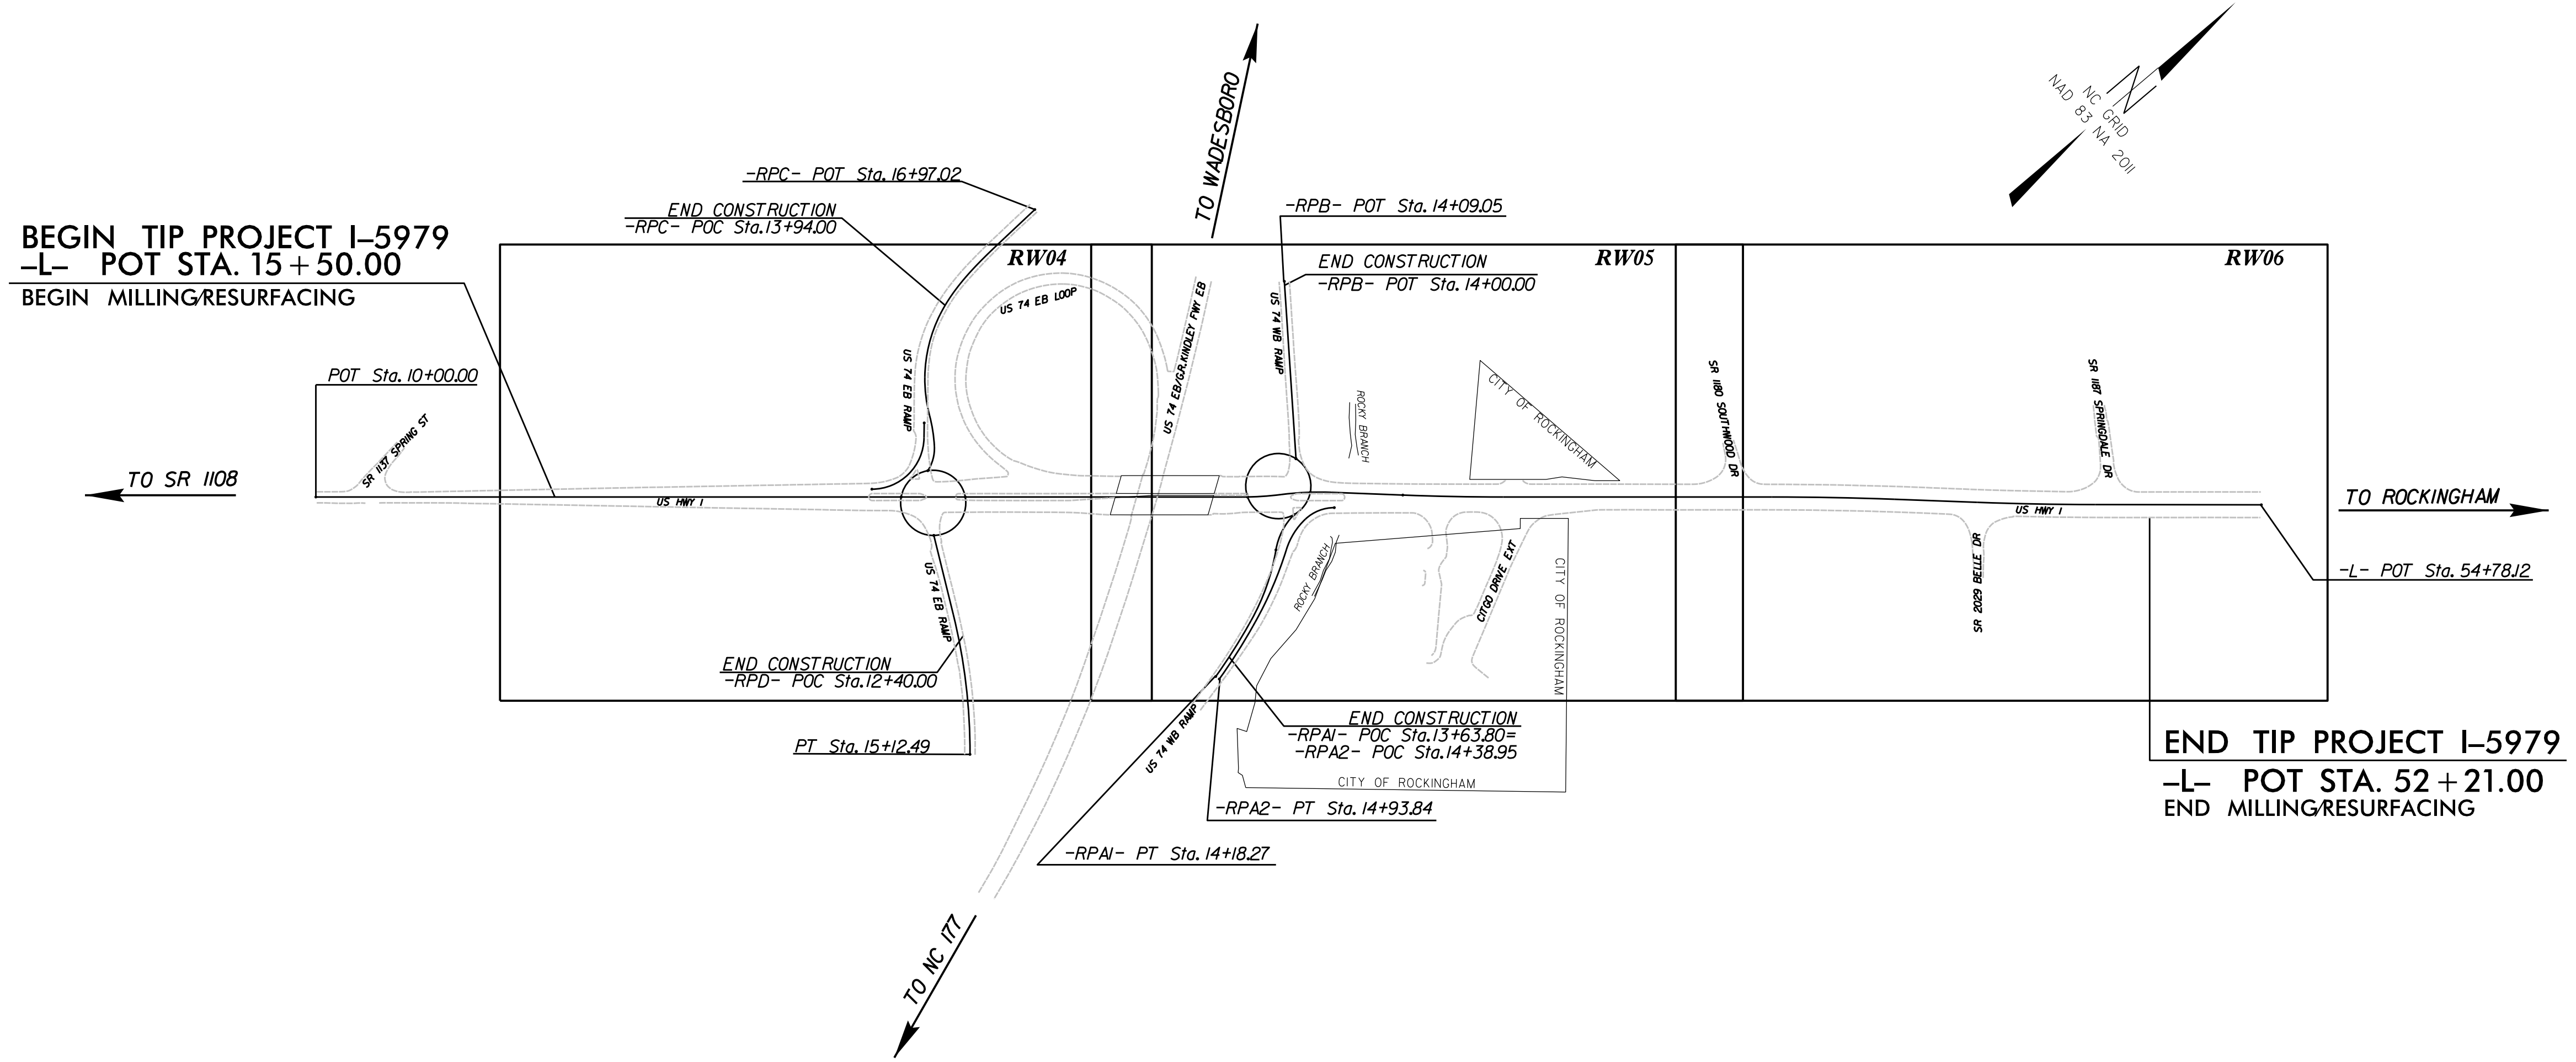 TO WADESBORO
NC GRID
NAD 83 NA 2011
-RPC- POT Sta. 16+97.02
END CONSTRUCTION
-RPC- POC Sta. 13+94.00
-RPB- POT Sta. 14+09.05
END CONSTRUCTION
-RPB- POT Sta. 14+00.00
BEGIN TIP PROJECT I-5979
-L- POT STA. 15+50.00
BEGIN MILLING/RESURFACING
RW04
RW05
RW06
US 74 EB LOOP
US 74 EB/G.R.KINDLEY FWY EB
US 74 WB RAMP
US 74 EB RAMP
POT Sta. 10+00.00
SR 1137 SPRING ST
ROCKY BRANCH
CITY OF ROCKINGHAM
SR 1180 SOUTHWOOD DR
SR 1187 SPRINGDALE DR
TO SR 1108
US HWY 1
US HWY 1
TO ROCKINGHAM
US 74 EB RAMP
ROCKY BRANCH
CITGO DRIVE EXT
CITY OF ROCKINGHAM
SR 2029 BELLE DR
-L- POT Sta. 54+78.12
END CONSTRUCTION
-RPD- POC Sta. 12+40.00
PT Sta. 15+12.49
US 74 WB RAMP
END CONSTRUCTION
-RPA1- POC Sta. 13+63.80=
-RPA2- POC Sta. 14+38.95
CITY OF ROCKINGHAM
-RPA2- PT Sta. 14+93.84
-RPA1- PT Sta. 14+18.27
END TIP PROJECT I-5979
-L- POT STA. 52+21.00
END MILLING/RESURFACING
TO NC 177